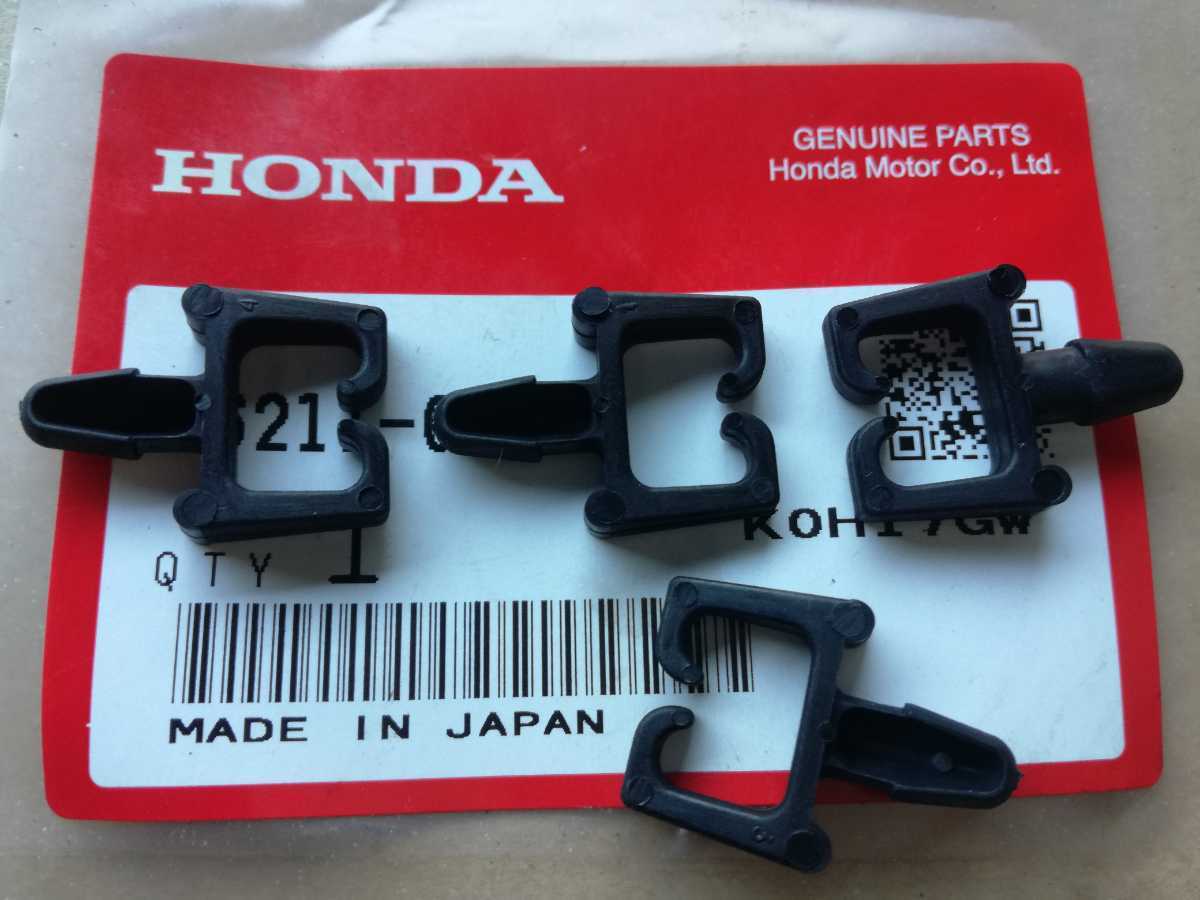 HONDA
GENUINE PARTS
Honda Motor Co., Ltd.
QTY 1
MADE IN JAPAN